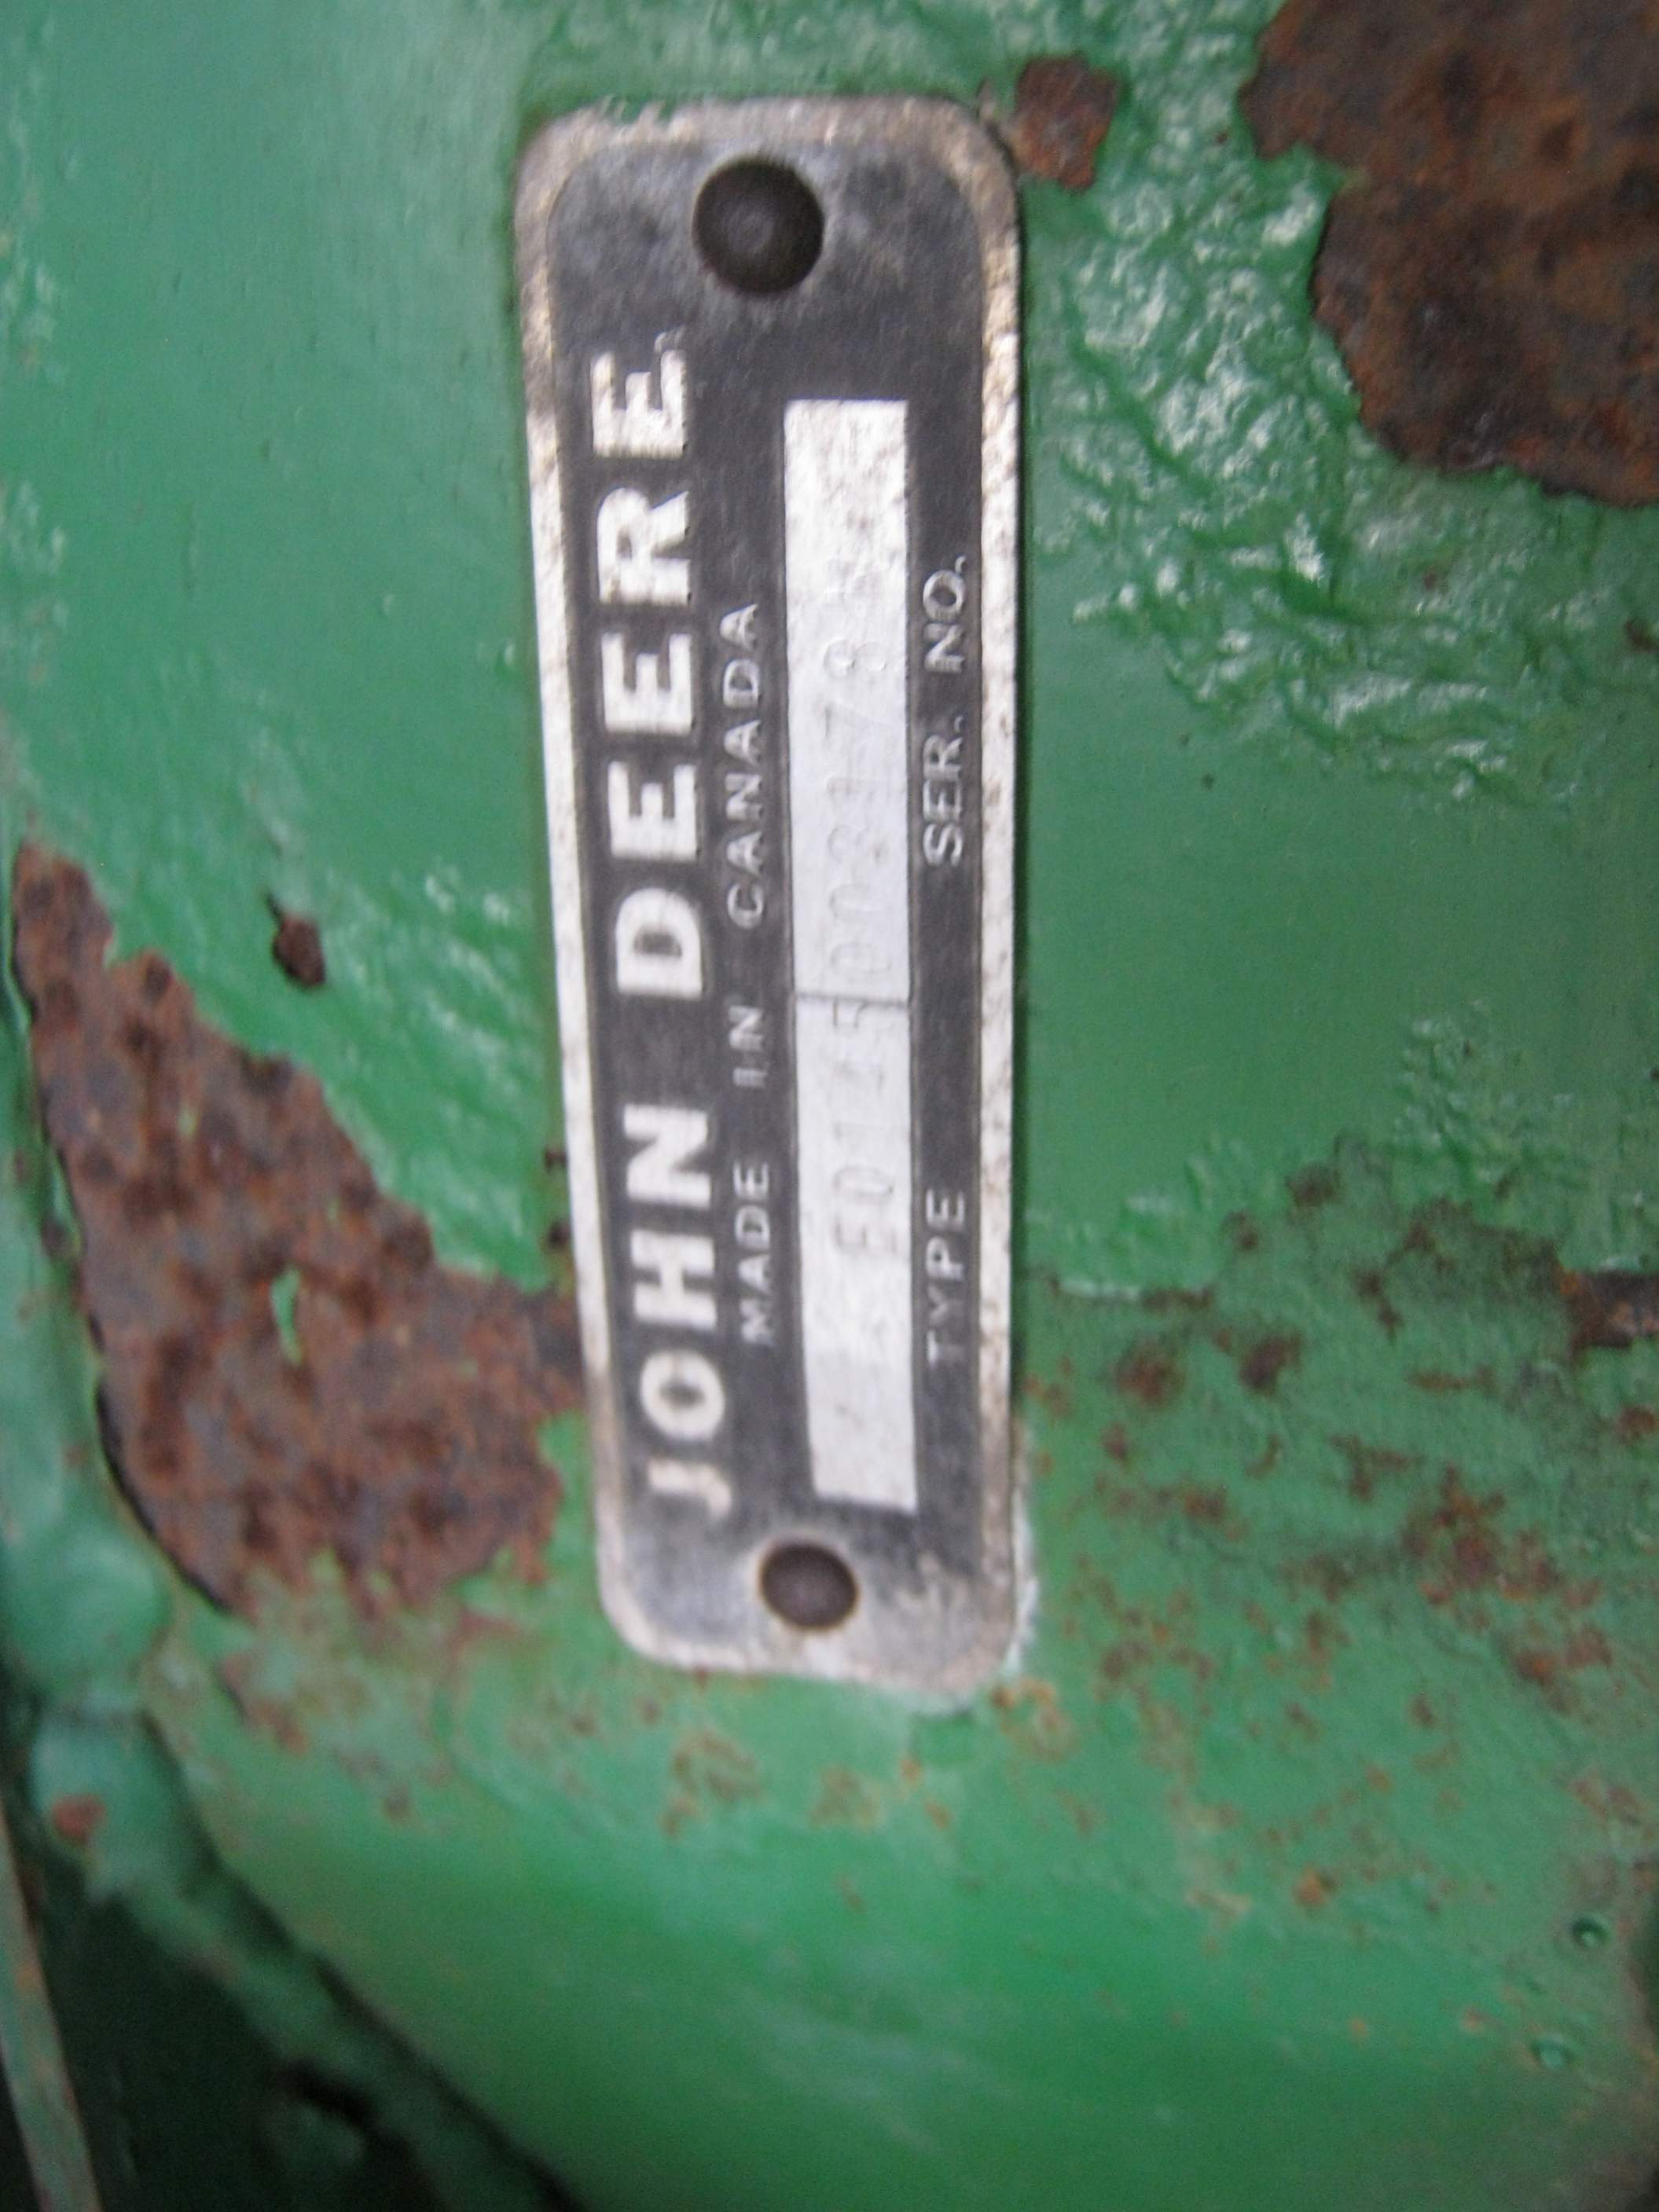 JOHN DEERE
MADE IN CANADA
TYPE SER. NO.